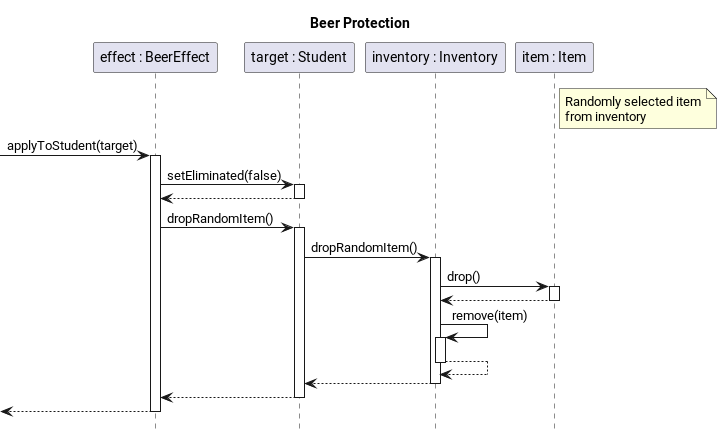 Beer Protection
effect : BeerEffect
target : Student
inventory : Inventory
item : Item
Randomly selected item
from inventory
applyToStudent(target)
setEliminated(false)
dropRandomItem()
dropRandomItem()
drop()
remove(item)